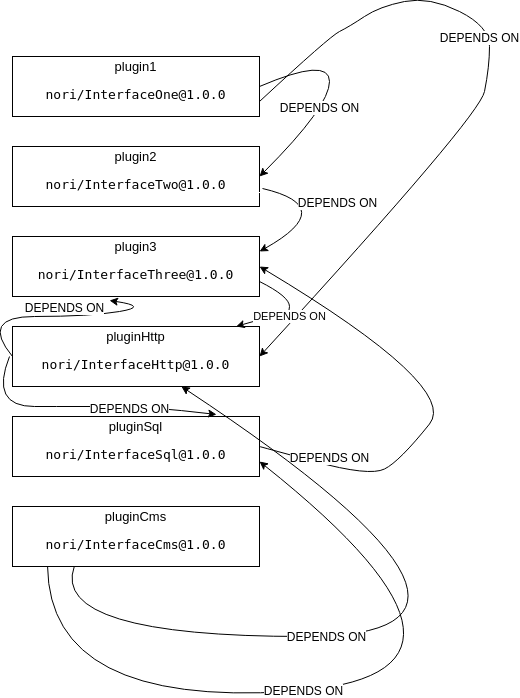 DEPENDS ON
plugin1
nori/InterfaceOne@1.0.0
DEPENDS ON
plugin2
nori/InterfaceTwo@1.0.0
DEPENDS ON
plugin3
nori/InterfaceThree@1.0.0
DEPENDS ON
DEPENDS ON
pluginHttp
nori/InterfaceHttp@1.0.0
DEPENDS ON
pluginSql
nori/InterfaceSql@1.0.0
DEPENDS ON
pluginCms
nori/InterfaceCms@1.0.0
DEPENDS ON
DEPENDS ON